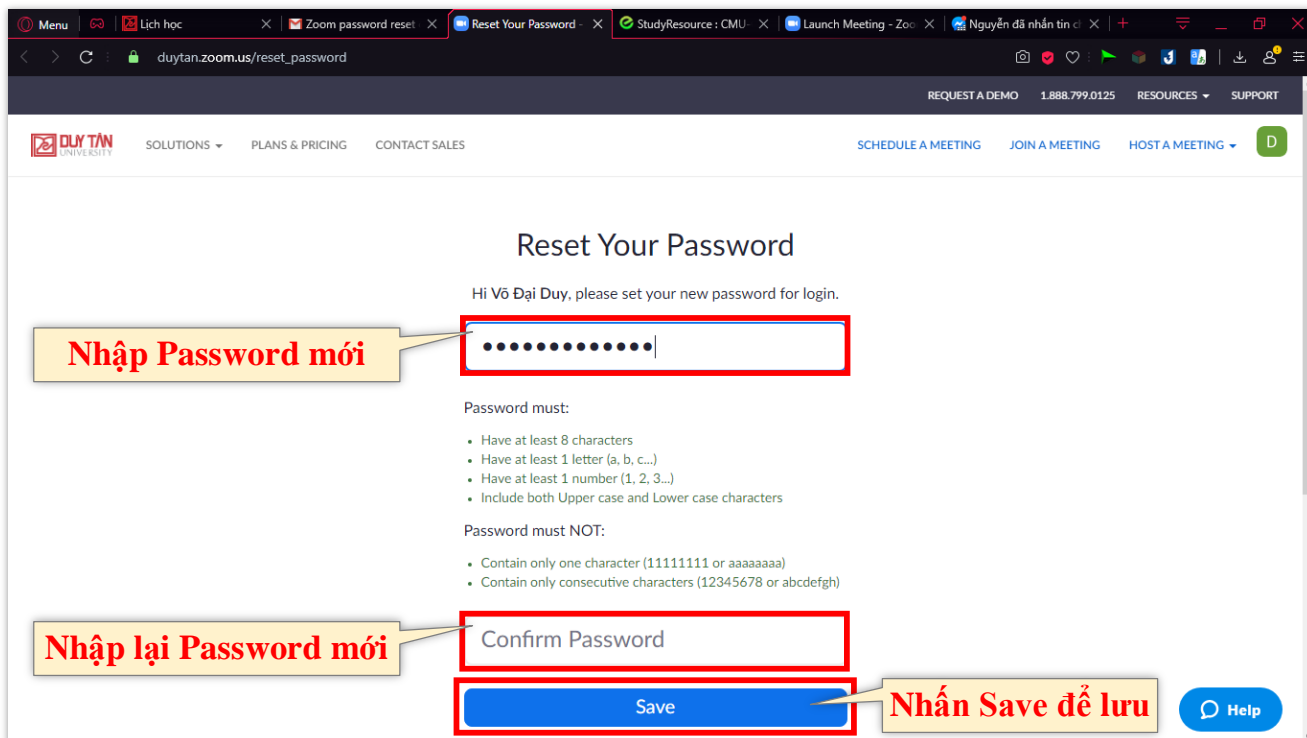 Menu
Lịch học
Zoom password reset
Reset Your Password -
StudyResource : CMU-
Launch Meeting - Zoo
Nguyễn đã nhắn tin c
duytan.zoom.us/reset_password
REQUEST A DEMO 1.888.799.0125 RESOURCES SUPPORT
DUY TÂN
UNIVERSITY
SOLUTIONS PLANS & PRICING CONTACT SALES
SCHEDULE A MEETING JOIN A MEETING HOST A MEETING
D
Reset Your Password
Hi Võ Đại Duy, please set your new password for login.
Nhập Password mới
Password must:
• Have at least 8 characters
• Have at least 1 letter (a, b, c...)
• Have at least 1 number (1, 2, 3...)
• Include both Upper case and Lower case characters
Password must NOT:
• Contain only one character (11111111 or aaaaaaaa)
• Contain only consecutive characters (12345678 or abcdefgh)
Nhập lại Password mới
Confirm Password
Save
Nhấn Save để lưu
Help